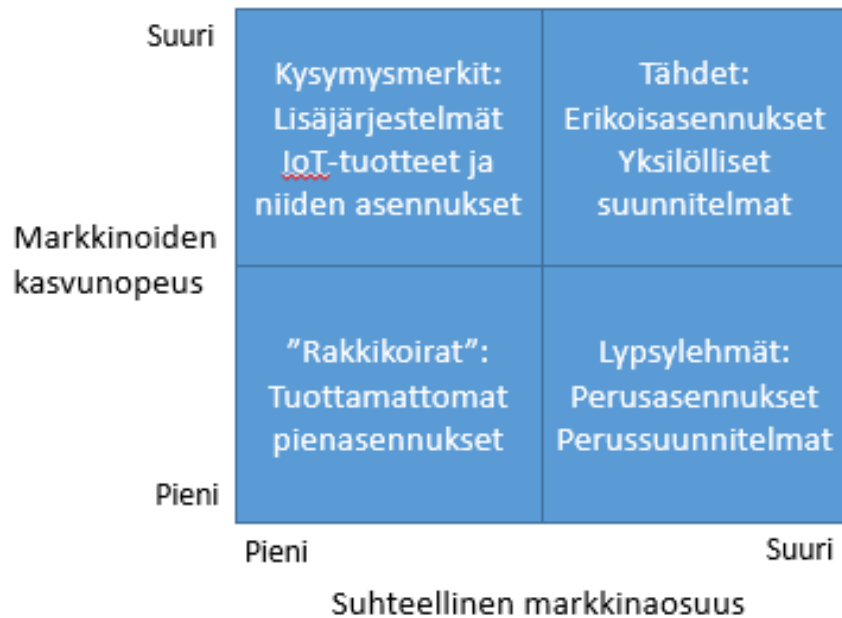 Suuri
Kysymysmerkit:
Lisäjärjestelmät
IoT-tuotteet ja
niiden asennukset
Tähdet:
Erikoisasennukset
Yksilölliset
suunnitelmat
Markkinoiden
kasvunopeus
”Rakkikoirat”:
Tuottamattomat
pienasennukset
Lypsylehmät:
Perusasennukset
Perussuunnitelmat
Pieni
Pieni
Suuri
Suhteellinen markkinaosuus